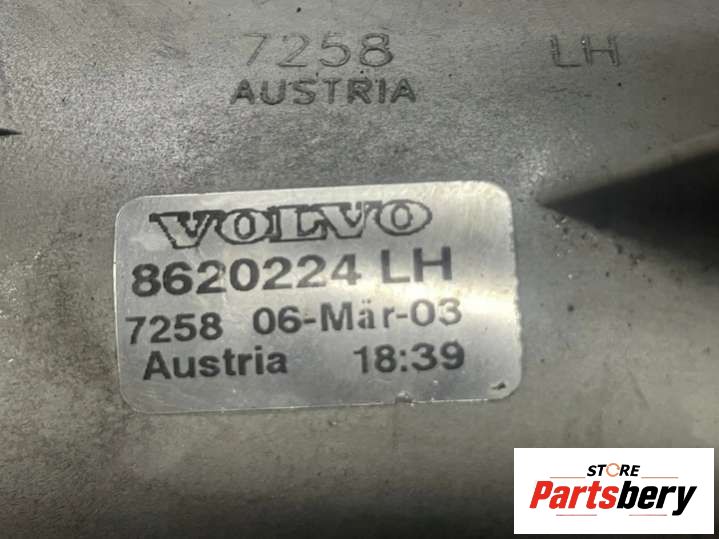 7258 LH
AUSTRIA
VOLVO
8620224 LH
7258 06-Mär-03
Austria 18:39
STORE
Partsbery